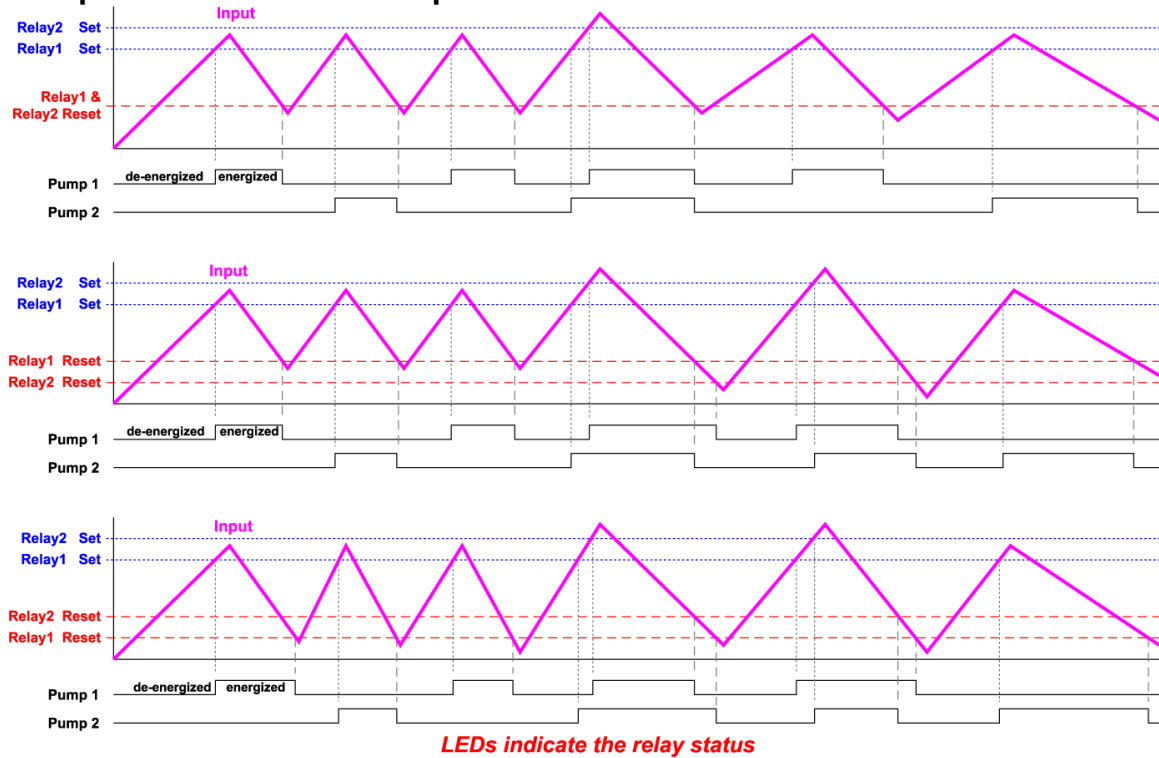 Input
Relay2 Set
Relay1 Set
Relay1 &
Relay2 Reset
de-energized energized
Pump 1
Pump 2
Input
Relay2 Set
Relay1 Set
Relay1 Reset
Relay2 Reset
de-energized energized
Pump 1
Pump 2
Input
Relay2 Set
Relay1 Set
Relay2 Reset
Relay1 Reset
de-energized energized
Pump 1
Pump 2
LEDs indicate the relay status